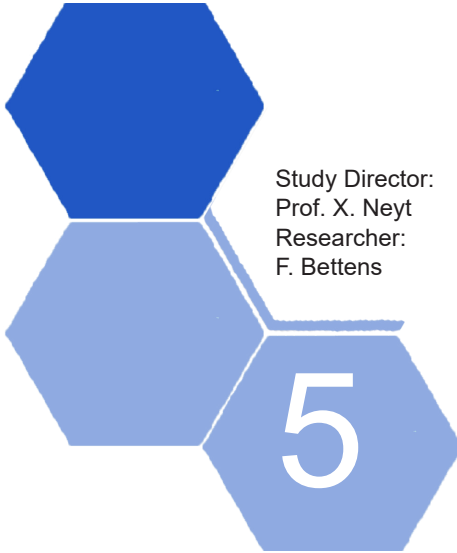 Study Director:
Prof. X. Neyt
Researcher:
F. Bettens
5